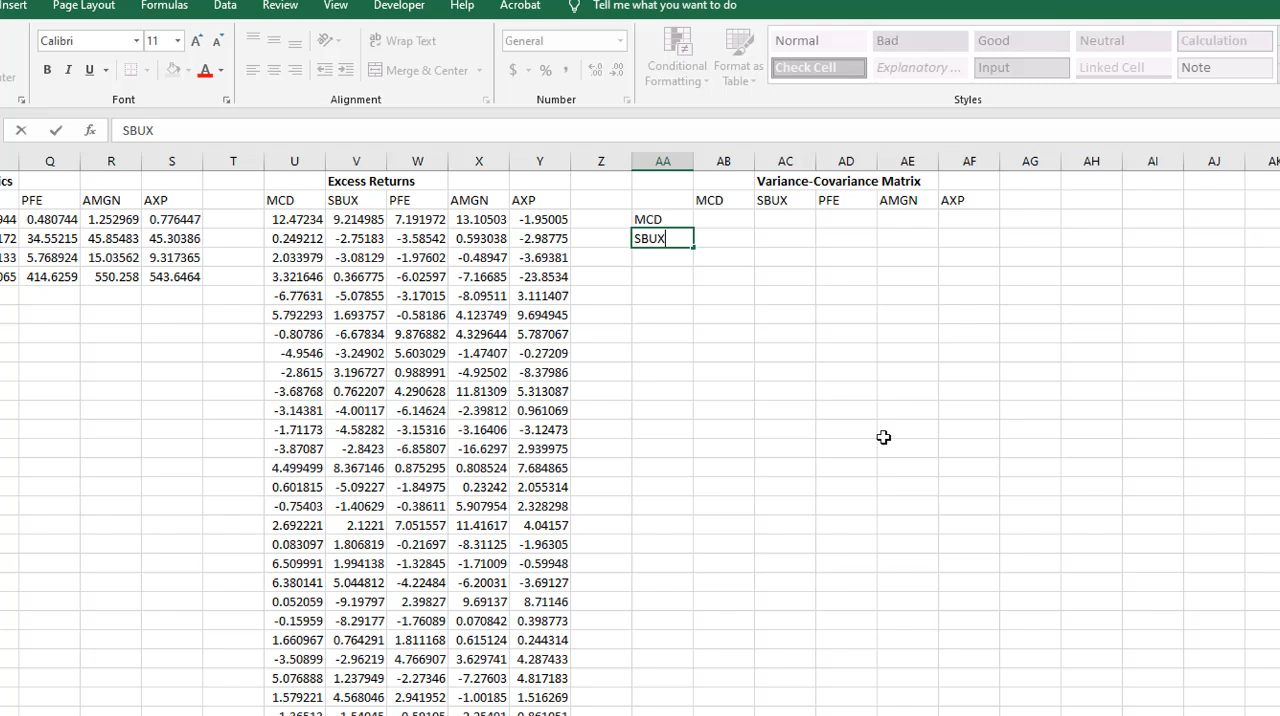 Insert Page Layout Formulas Data Review View Developer Help Acrobat Tell me what you want to do
Calibri 11 A A Wrap Text General Normal Bad Good Neutral Calculation
B I U A Merge & Center $ % , Conditional Formatting Format as Table Check Cell Explanatory ... Input Linked Cell Note
Font Alignment Number Styles
fx SBUX
Q R S T U V W X Y Z AA AB AC AD AE AF AG AH AI AJ AK
cs Excess Returns Variance-Covariance Matrix
PFE AMGN AXP MCD SBUX PFE AMGN AXP MCD SBUX PFE AMGN AXP
944 0.480744 1.252969 0.776447 12.47234 9.214985 7.191972 13.10503 -1.95005 MCD
172 34.55215 45.85483 45.30386 0.249212 -2.75183 -3.58542 0.593038 -2.98775 SBUX
133 5.768924 15.03562 9.317365 2.033979 -3.08129 -1.97602 -0.48947 -3.69381
065 414.6259 550.258 543.6464 3.321646 0.366775 -6.02597 -7.16685 -23.8534
-6.77631 -5.07855 -3.17015 -8.09511 3.111407
5.792293 1.693757 -0.58186 4.123749 9.694945
-0.80786 -6.67834 9.876882 4.329644 5.787067
-4.9546 -3.24902 5.603029 -1.47407 -0.27209
-2.8615 3.196727 0.988991 -4.92502 -8.37986
-3.68768 0.762207 4.290628 11.81309 5.313087
-3.14381 -4.00117 -6.14624 -2.39812 0.961069
-1.71173 -4.58282 -3.15316 -3.16406 -3.12473
-3.87087 -2.8423 -6.85807 -16.6297 2.939975
4.499499 8.367146 0.875295 0.808524 7.684865
0.601815 -5.09227 -1.84975 0.23242 2.055314
-0.75403 -1.40629 -0.38611 5.907954 2.328298
2.692221 2.1221 7.051557 11.41617 4.04157
0.083097 1.806819 -0.21697 -8.31125 -1.96305
6.509991 1.994138 -1.32845 -1.71009 -0.59948
6.380141 5.044812 -4.22484 -6.20031 -3.69127
0.052059 -9.19797 2.39827 9.69137 8.71146
-0.15959 -8.29177 -1.76089 0.070842 0.398773
1.660967 0.764291 1.811168 0.615124 0.244314
-3.50899 -2.96219 4.766907 3.629741 4.287433
5.076888 1.237949 -2.27346 -7.27603 4.817183
1.579221 4.568046 2.941952 -1.00185 1.516269